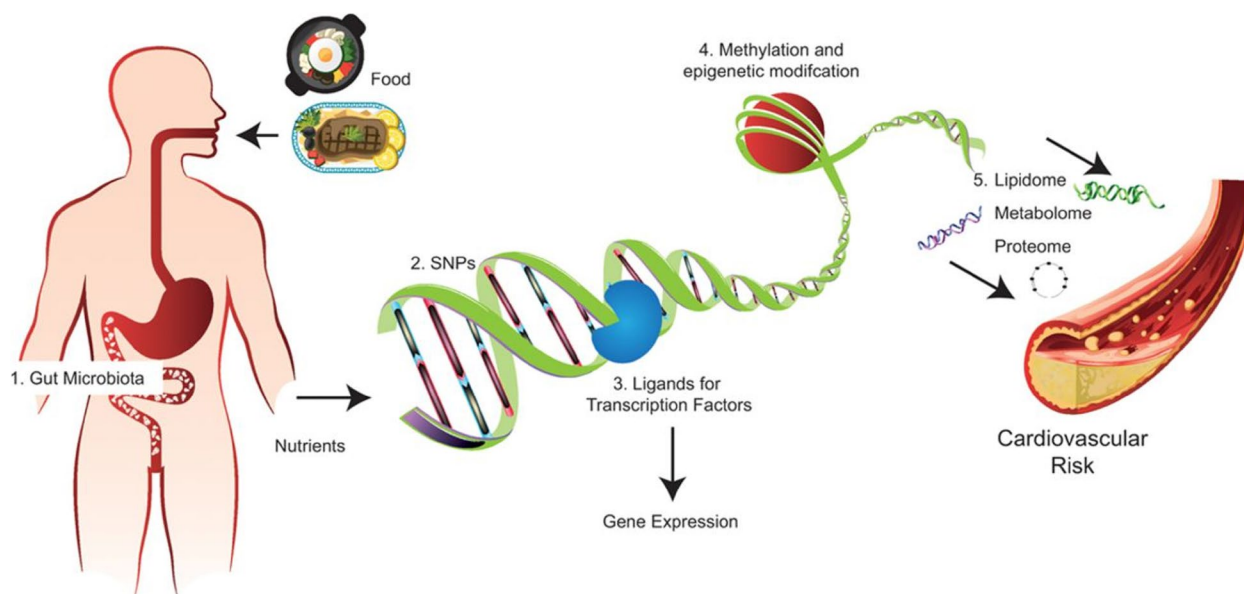 Food
1. Gut Microbiota
Nutrients
2. SNPs
3. Ligands for
Transcription Factors
Gene Expression
4. Methylation and
epigenetic modifcation
5. Lipidome
Metabolome
Proteome
Cardiovascular
Risk